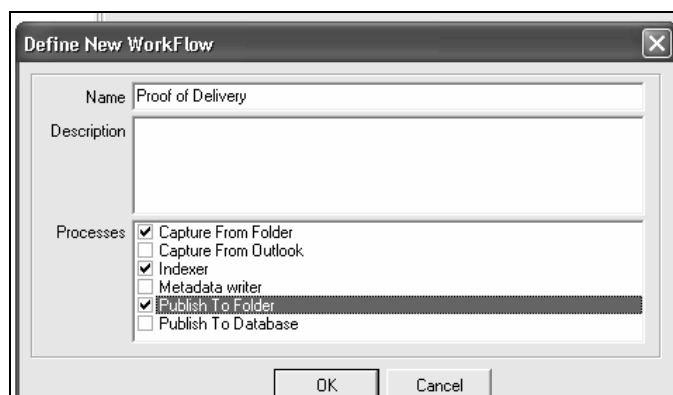 Define New WorkFlow
Name Proof of Delivery
Description
Processes Capture From Folder
Capture From Outlook
Indexer
Metadata writer
Publish To Folder
Publish To Database
OK Cancel